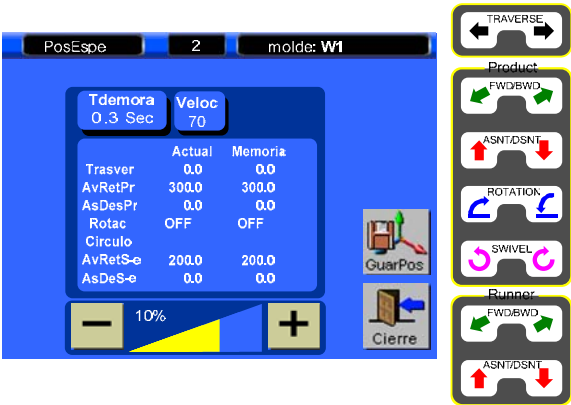 PosEspe 2 molde: W1
Tdemora
0.3 Sec
Veloc
70
Actual Memoria
Trasver 0.0 0.0
AvRetPr 300.0 300.0
AsDesPr 0.0 0.0
Rotac OFF OFF
Circulo
AvRetS-e 200.0 200.0
AsDeS-e 0.0 0.0
10%
GuarPos
Cierre
TRAVERSE
Product
FWD/BWD
ASNT/DSNT
ROTATION
SWIVEL
Runner
FWD/BWD
ASNT/DSNT